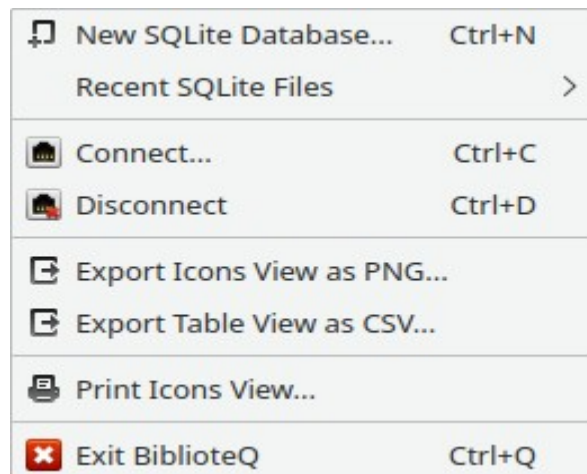 New SQLite Database... Ctrl+N
Recent SQLite Files
Connect... Ctrl+C
Disconnect Ctrl+D
Export Icons View as PNG...
Export Table View as CSV...
Print Icons View...
Exit BiblioteQ Ctrl+Q